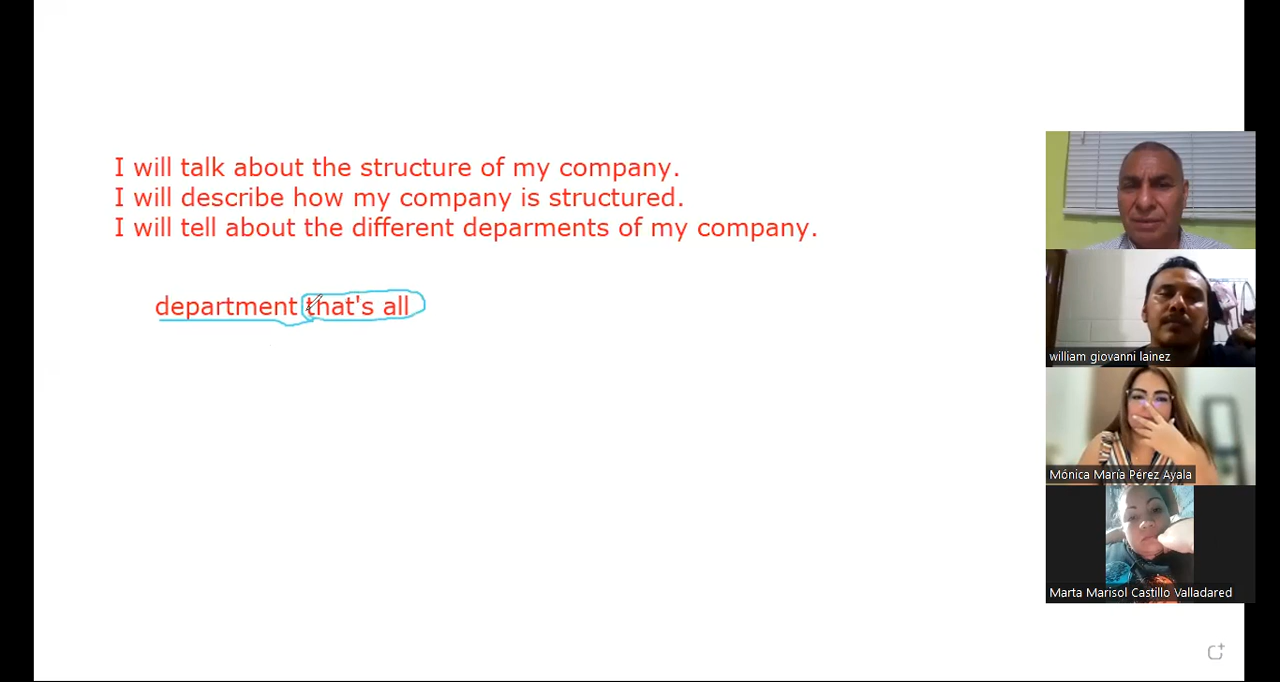 I will talk about the structure of my company.
I will describe how my company is structured.
I will tell about the different deparments of my company.
department that's all
william giovanni lainez
Mónica María Pérez Ayala
Marta Marisol Castillo Valladared